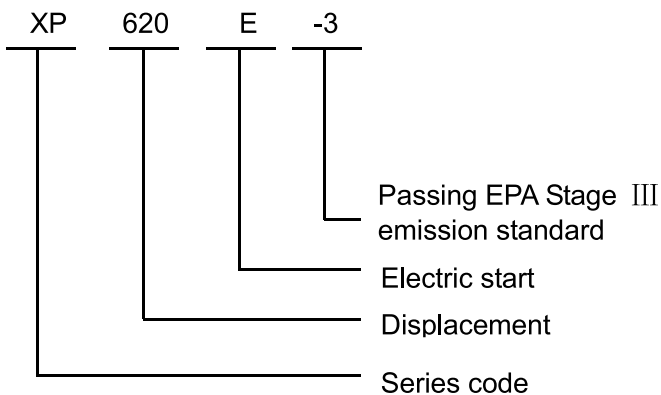 XP 620 E -3
Passing EPA Stage III
emission standard
Electric start
Displacement
Series code